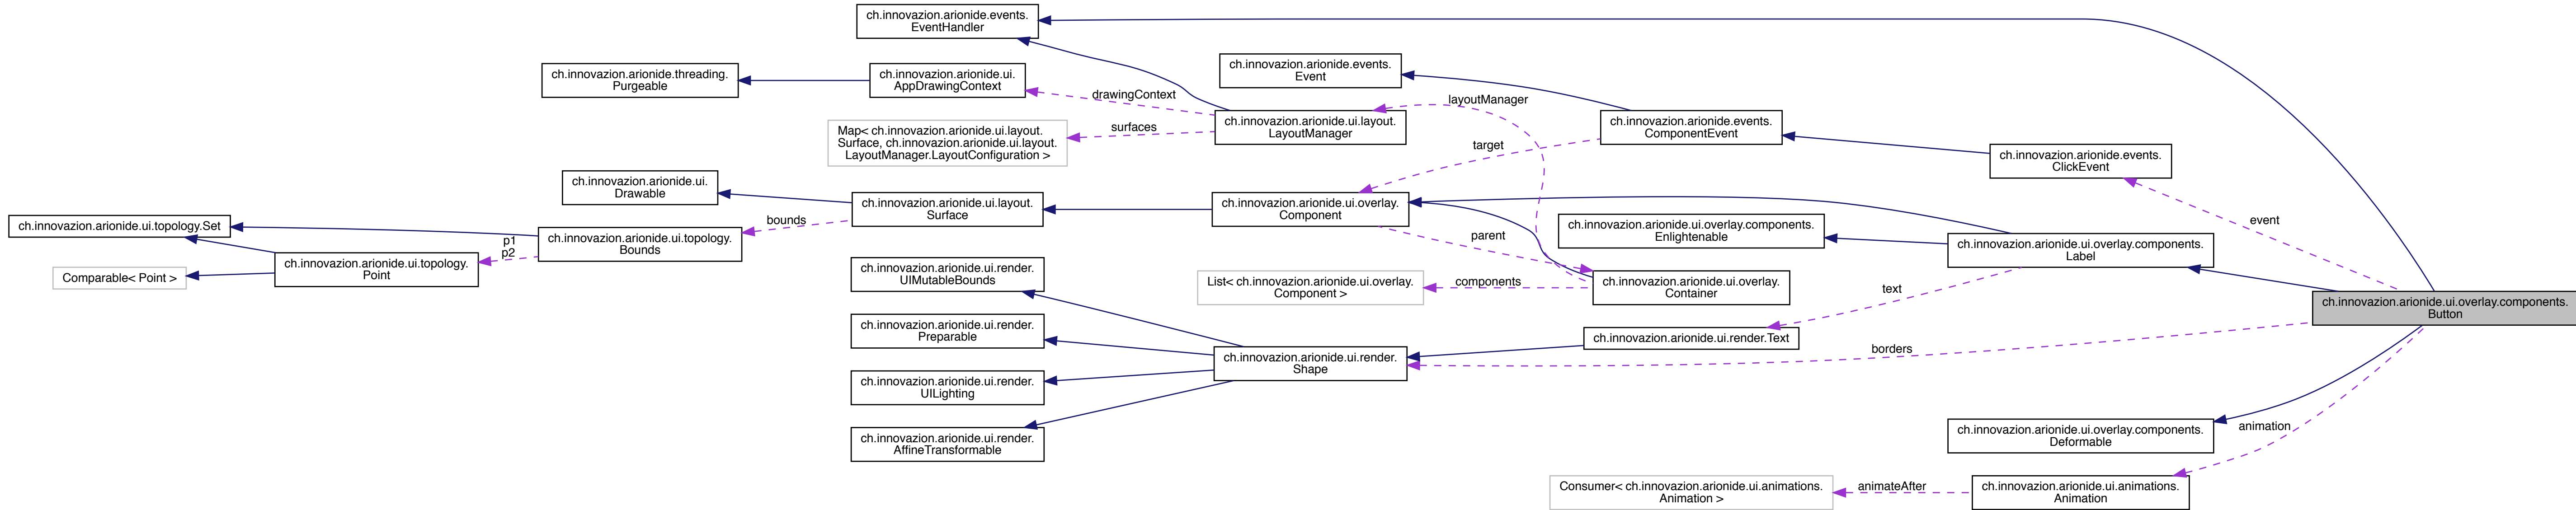 ch.innovazion.arionide.events.
EventHandler
ch.innovazion.arionide.threading.
Purgeable
ch.innovazion.arionide.ui.
AppDrawingContext
drawingContext
ch.innovazion.arionide.events.
Event
layoutManager
Map< ch.innovazion.arionide.ui.layout.
Surface, ch.innovazion.arionide.ui.layout.
LayoutManager.LayoutConfiguration >
surfaces
ch.innovazion.arionide.ui.layout.
LayoutManager
ch.innovazion.arionide.events.
ComponentEvent
target
ch.innovazion.arionide.events.
ClickEvent
ch.innovazion.arionide.ui.
Drawable
ch.innovazion.arionide.ui.layout.
Surface
ch.innovazion.arionide.ui.overlay.
Component
ch.innovazion.arionide.ui.topology.Set
bounds
p1
p2
ch.innovazion.arionide.ui.topology.
Bounds
parent
ch.innovazion.arionide.ui.overlay.components.
Enlightenable
event
ch.innovazion.arionide.ui.overlay.components.
Label
Comparable< Point >
ch.innovazion.arionide.ui.topology.
Point
ch.innovazion.arionide.ui.render.
UIMutableBounds
List< ch.innovazion.arionide.ui.overlay.
Component >
components
ch.innovazion.arionide.ui.overlay.
Container
text
ch.innovazion.arionide.ui.overlay.components.
Button
ch.innovazion.arionide.ui.render.
Preparable
ch.innovazion.arionide.ui.render.Text
borders
ch.innovazion.arionide.ui.render.
Shape
ch.innovazion.arionide.ui.render.
UILighting
ch.innovazion.arionide.ui.render.
AffineTransformable
ch.innovazion.arionide.ui.overlay.components.
Deformable
animation
Consumer< ch.innovazion.arionide.ui.animations.
Animation >
animateAfter
ch.innovazion.arionide.ui.animations.
Animation